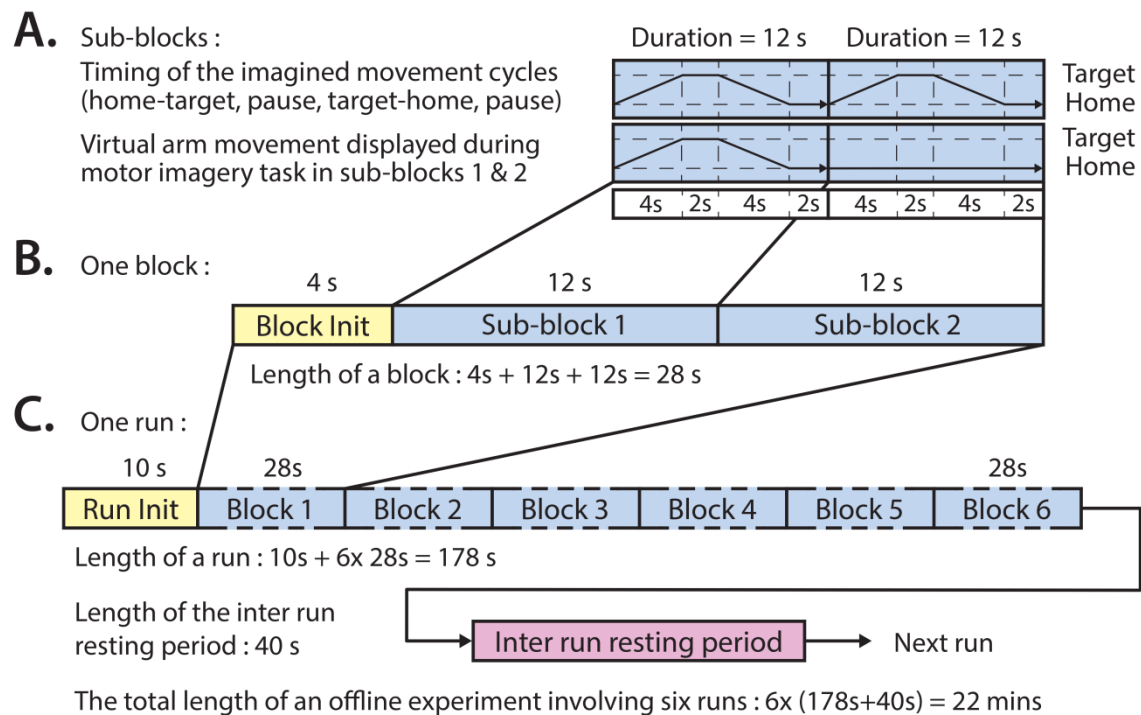 A. Sub-blocks :
Duration = 12 s Duration = 12 s
Timing of the imagined movement cycles
(home-target, pause, target-home, pause)
Target
Home
Virtual arm movement displayed during
motor imagery task in sub-blocks 1 & 2
Target
Home
4s 2s 4s 2s 4s 2s 4s 2s
B. One block :
4 s 12 s 12 s
Block Init Sub-block 1 Sub-block 2
Length of a block : 4s + 12s + 12s = 28 s
C. One run :
10 s 28s 28s
Run Init Block 1 Block 2 Block 3 Block 4 Block 5 Block 6
Length of a run : 10s + 6x 28s = 178 s
Length of the inter run
resting period : 40 s
Inter run resting period Next run
The total length of an offline experiment involving six runs : 6x (178s+40s) = 22 mins